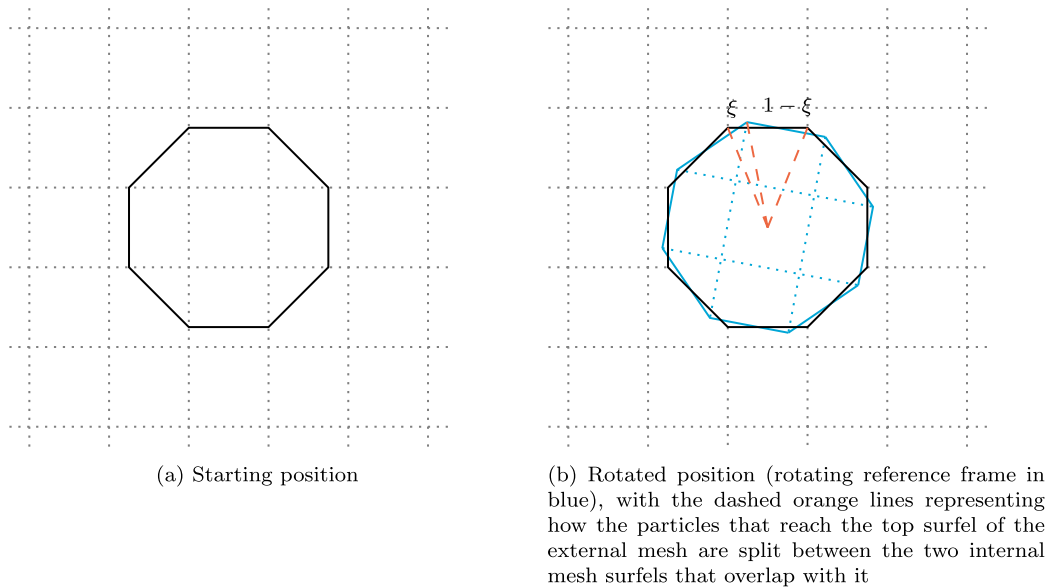 ξ 1 − ξ
(a) Starting position
(b) Rotated position (rotating reference frame in
blue), with the dashed orange lines representing
how the particles that reach the top surfel of the
external mesh are split between the two internal
mesh surfels that overlap with it